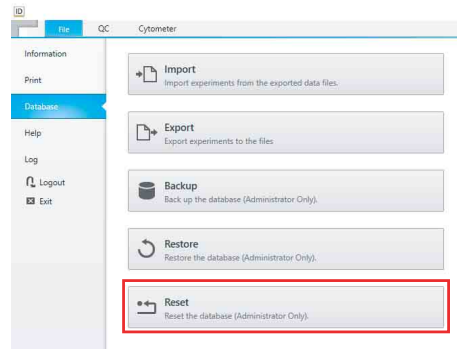 ID
File QC Cytometer
Information
Print
Database
Help
Log
Logout
Exit
Import
Import experiments from the exported data files.
Export
Export experiments to the files
Backup
Back up the database (Administrator Only).
Restore
Restore the database (Administrator Only).
Reset
Reset the database (Administrator Only).